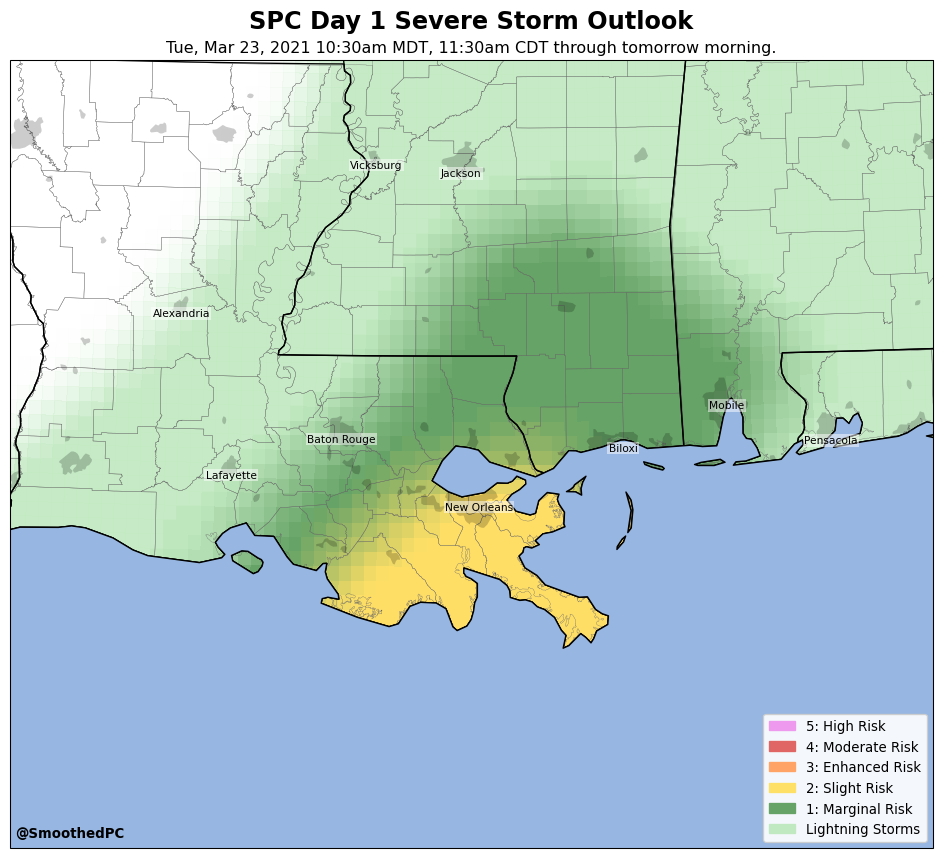 SPC Day 1 Severe Storm Outlook
Tue, Mar 23, 2021 10:30am MDT, 11:30am CDT through tomorrow morning.
Vicksburg
Jackson
Alexandria
Mobile
Baton Rouge
Pensacola
Biloxi
Lafayette
New Orleans
5: High Risk
4: Moderate Risk
3: Enhanced Risk
2: Slight Risk
1: Marginal Risk
Lightning Storms
@SmoothedPC